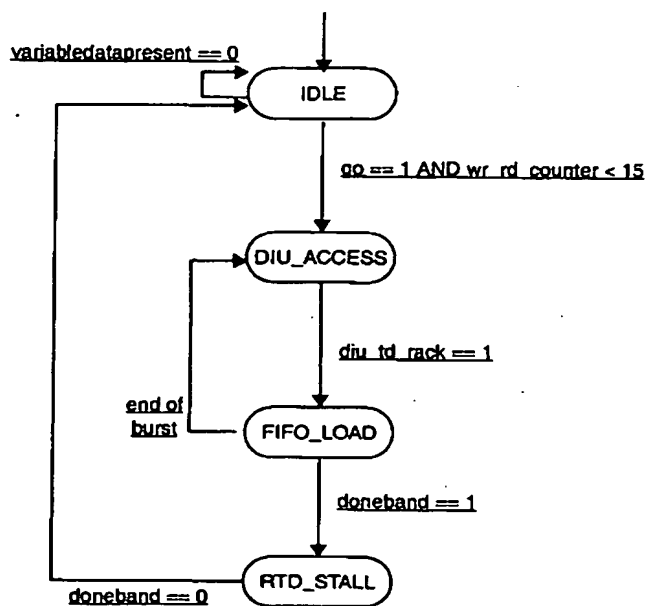 variabledatapresent == 0
IDLE
go == 1 AND wr_rd_counter < 15
DIU_ACCESS
diu_td_rack == 1
end of
burst
FIFO_LOAD
doneband == 1
RTD_STALL
doneband == 0